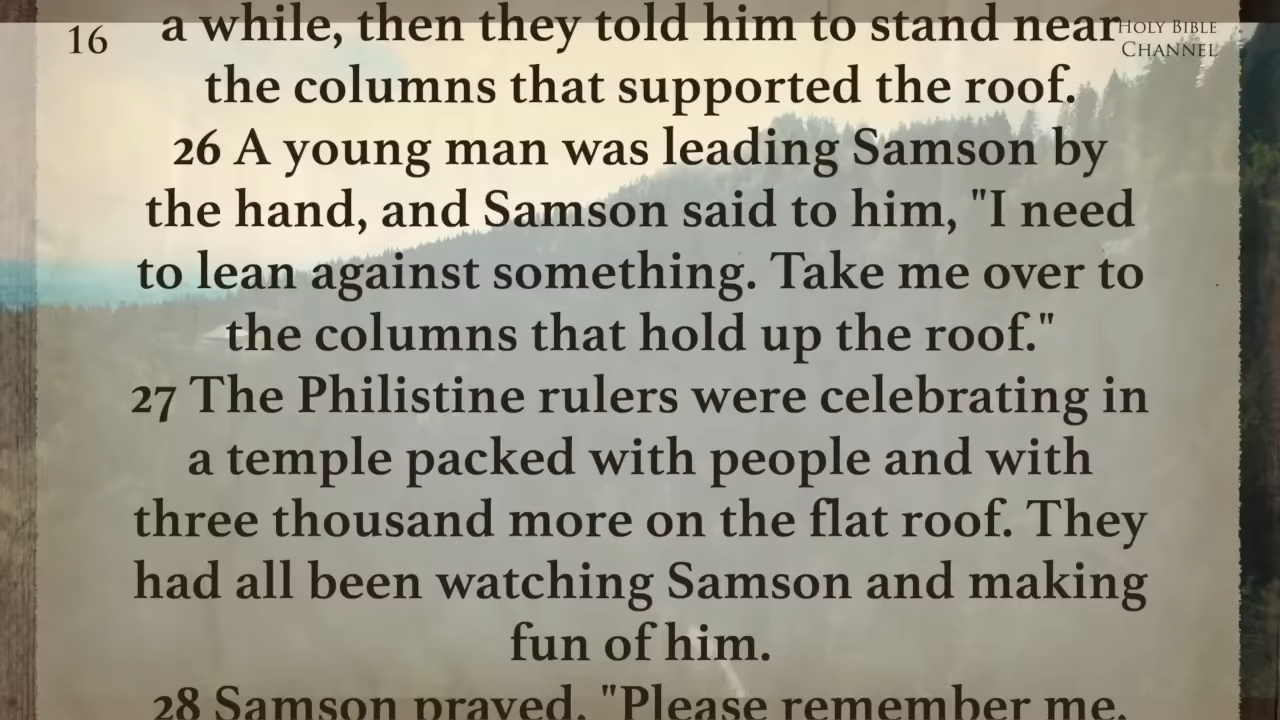 16
HOLY BIBLE
CHANNEL
a while, then they told him to stand near
the columns that supported the roof.
26 A young man was leading Samson by
the hand, and Samson said to him, "I need
to lean against something. Take me over to
the columns that hold up the roof."
27 The Philistine rulers were celebrating in
a temple packed with people and with
three thousand more on the flat roof. They
had all been watching Samson and making
fun of him.
28 Samson prayed, "Please remember me,